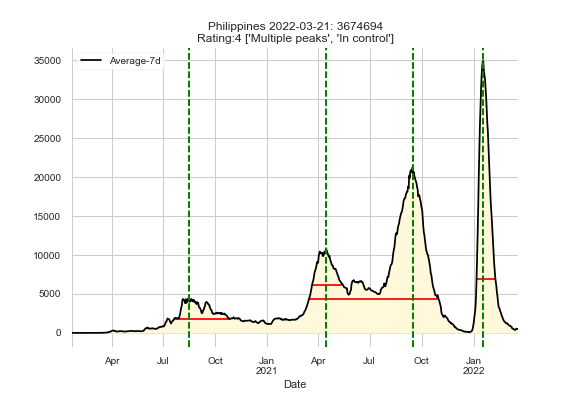 Philippines 2022-03-21: 3674694
Rating:4 ['Multiple peaks', 'In control']
Average-7d
35000
30000
25000
20000
15000
10000
5000
0
Apr Jul Oct Jan Apr Jul Oct Jan
2021 2022
Date